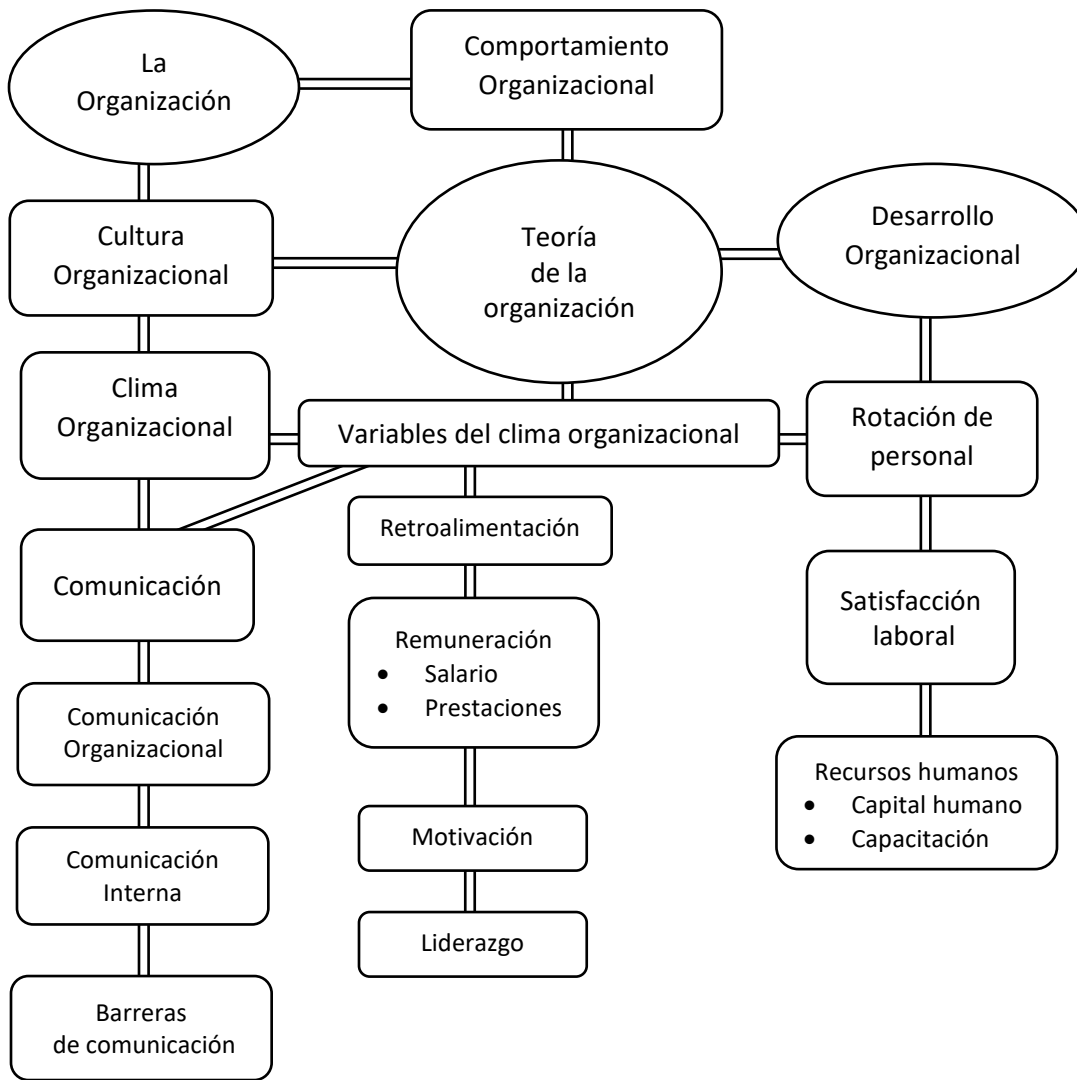 La
Organización
Comportamiento
Organizacional
Cultura
Organizacional
Teoría
de la
organización
Desarrollo
Organizacional
Clima
Organizacional
Variables del clima organizacional
Rotación de
personal
Comunicación
Retroalimentación
Satisfacción
laboral
Remuneración
• Salario
• Prestaciones
Comunicación
Organizacional
Recursos humanos
• Capital humano
• Capacitación
Motivación
Comunicación
Interna
Liderazgo
Barreras
de comunicación